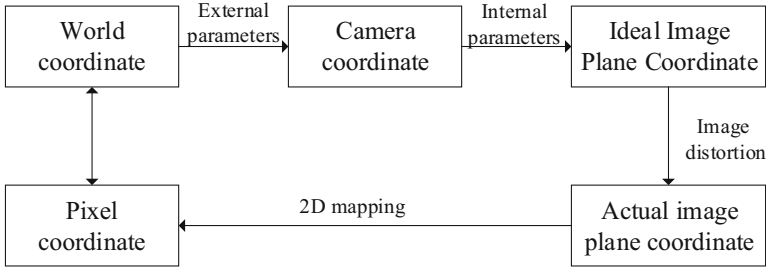 World
coordinate
External
parameters
Camera
coordinate
Internal
parameters
Ideal Image
Plane Coordinate
Image
distortion
Pixel
coordinate
2D mapping
Actual image
plane coordinate